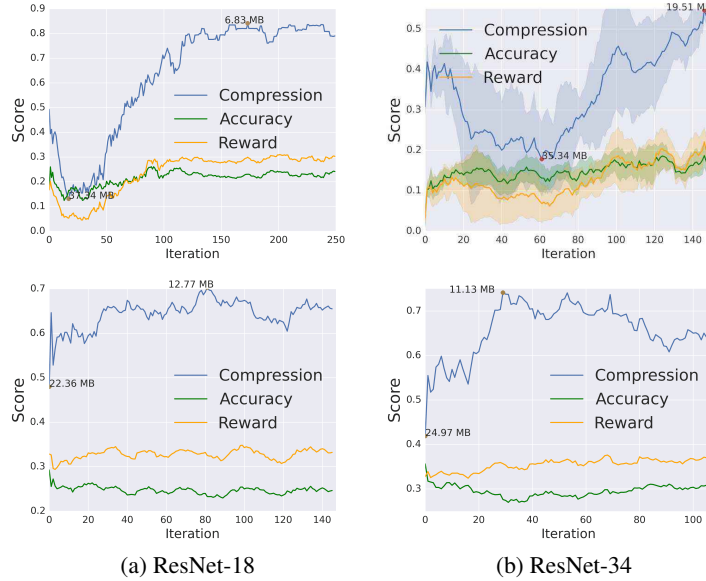 0.9
0.8
0.7
0.6
0.5
0.4
0.3
0.2
0.1
0.0
Score
6.83 MB
Compression
Accuracy
Reward
37.34 MB
0 50 100 150 200 250
Iteration
0.5
0.4
0.3
0.2
0.1
0.0
Score
19.51 M
Compression
Accuracy
Reward
35.34 MB
0 20 40 60 80 100 120 140
Iteration
0.7
0.6
0.5
0.4
0.3
0.2
Score
12.77 MB
22.36 MB
Compression
Accuracy
Reward
0 20 40 60 80 100 120 140
Iteration
0.7
0.6
0.5
0.4
0.3
Score
11.13 MB
Compression
Accuracy
Reward
24.97 MB
0 20 40 60 80 100
Iteration
(a) ResNet-18
(b) ResNet-34